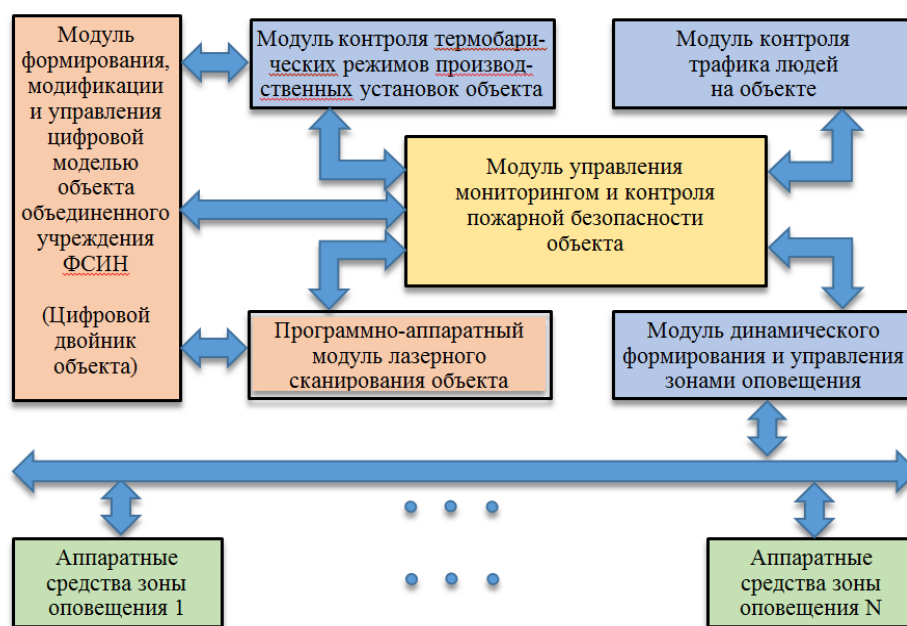 Модуль
формирования,
модификации
и управления
цифровой
моделью
объекта
объединенного
учреждения
ФСИН
(Цифровой
двойник
объекта)
Модуль контроля термобари-
ческих режимов производ-
ственных установок объекта
Модуль контроля
трафика людей
на объекте
Модуль управления
мониторингом и контроля
пожарной безопасности
объекта
Программно-аппаратный
модуль лазерного
сканирования объекта
Модуль динамического
формирования и управления
зонами оповещения
Аппаратные
средства зоны
оповещения 1
Аппаратные
средства зоны
оповещения N